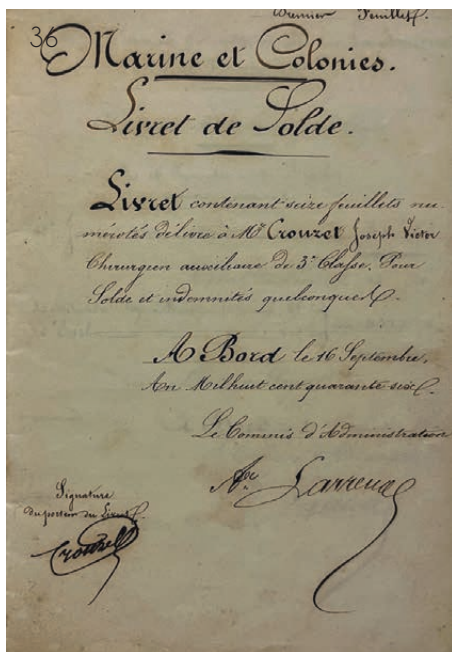 Premier Feuillet.
36
Marine et Colonies.
Livret de Solde.
Livret contenant seize feuillets nu-
mérotés délivré à Mr. Crouzet Joseph Victor
Chirurgien auxiliaire de 3e Classe. Pour
Solde et indemnités quelconques.
A Bord le 16 Septembre,
An Milhuit cent quarante six.
Le Commis d'Administration
Signature
du porteur du Livret.
Crouzet